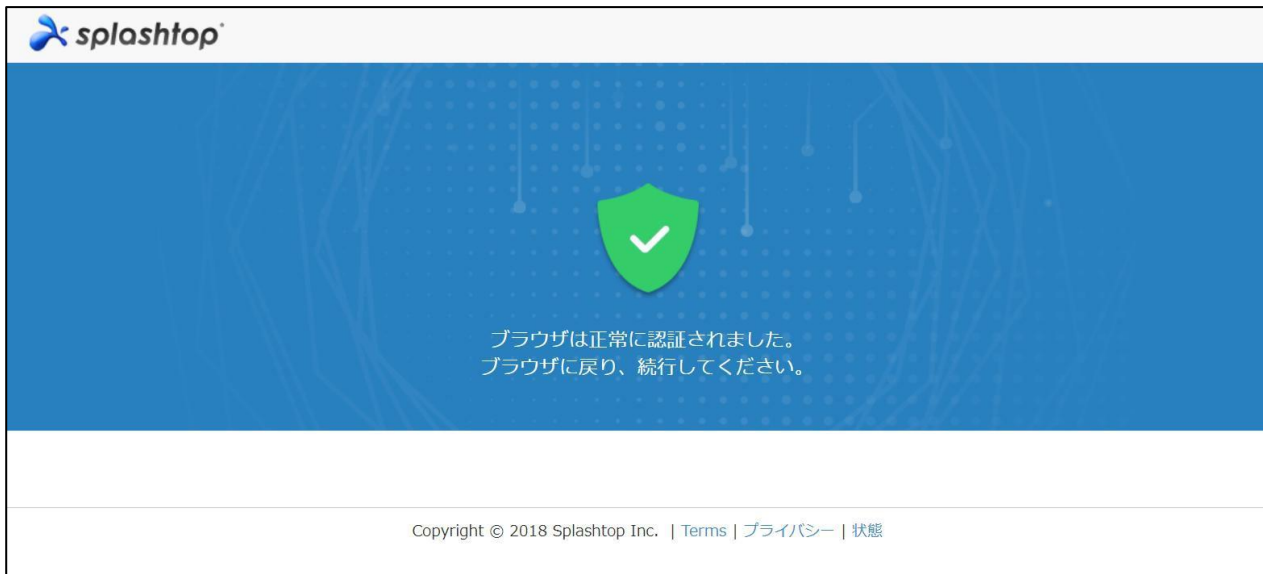 splashtop
ブラウザは正常に認証されました。
ブラウザに戻り、続行してください。
Copyright © 2018 Splashtop Inc. | Terms | プライバシー | 状態